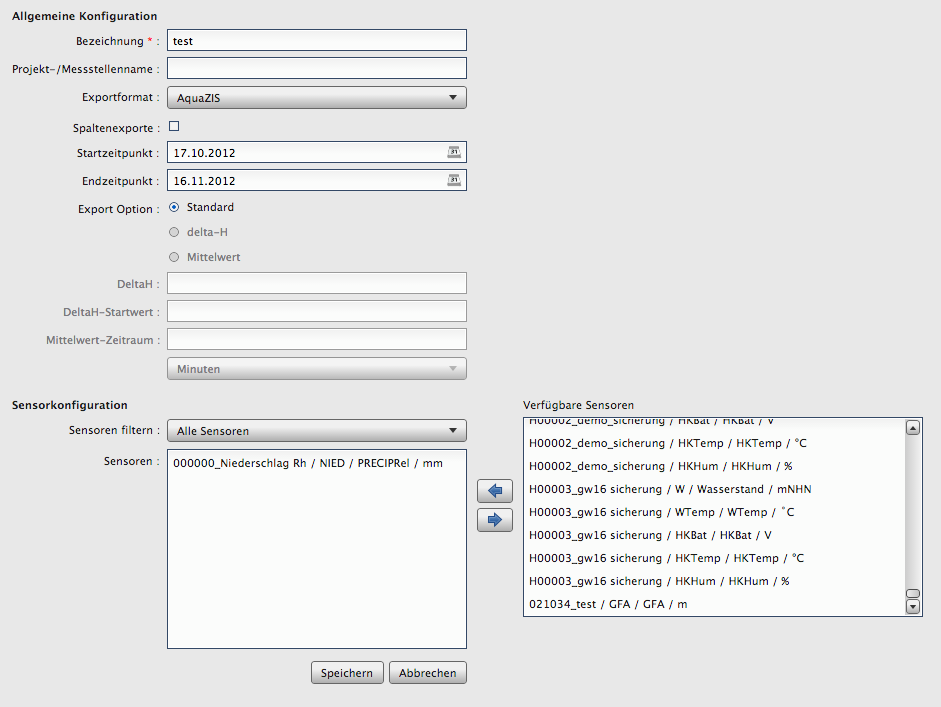 Allgemeine Konfiguration
Bezeichnung * : test
Projekt-/Messstellenname :
Exportformat : AquaZIS
Spaltenexporte :
Startzeitpunkt : 17.10.2012 31
Endzeitpunkt : 16.11.2012 31
Export Option : Standard
delta-H
Mittelwert
DeltaH :
DeltaH-Startwert :
Mittelwert-Zeitraum :
Minuten
Sensorkonfiguration
Sensoren filtern : Alle Sensoren
Sensoren : 000000_Niederschlag Rh / NIED / PRECIPRel / mm
Verfügbare Sensoren
H00002_demo_sicherung / HKBat / HKBat / V
H00002_demo_sicherung / HKTemp / HKTemp / °C
H00002_demo_sicherung / HKHum / HKHum / %
H00003_gw16 sicherung / W / Wasserstand / mNHN
H00003_gw16 sicherung / WTemp / WTemp / °C
H00003_gw16 sicherung / HKBat / HKBat / V
H00003_gw16 sicherung / HKTemp / HKTemp / °C
H00003_gw16 sicherung / HKHum / HKHum / %
021034_test / GFA / GFA / m
Speichern
Abbrechen